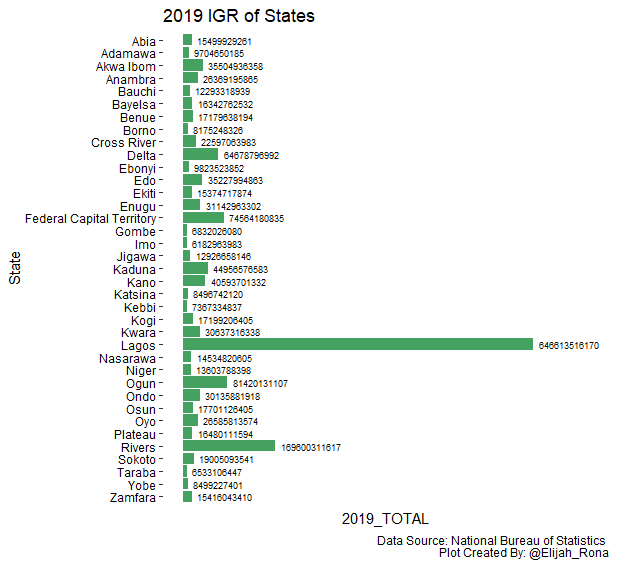 2019 IGR of States
State
Abia 15499929261
Adamawa 9704650185
Akwa Ibom 35504936358
Anambra 26369195865
Bauchi 12293318939
Bayelsa 16342762532
Benue 17179638194
Borno 8175248326
Cross River 22597063983
Delta 64678796992
Ebonyi 9823523852
Edo 35227994863
Ekiti 15374717874
Enugu 31142963302
Federal Capital Territory 74564180835
Gombe 6832026080
Imo 6182963983
Jigawa 12926658146
Kaduna 44956576583
Kano 40593701332
Katsina 8496742120
Kebbi 7367334837
Kogi 17199206405
Kwara 30637316338
Lagos 646613516170
Nasarawa 14534820605
Niger 13603788398
Ogun 81420131107
Ondo 30135881918
Osun 17701126405
Oyo 26585813574
Plateau 16480111594
Rivers 169600311617
Sokoto 19005093541
Taraba 6533106447
Yobe 8499227401
Zamfara 15416043410
2019_TOTAL
Data Source: National Bureau of Statistics
Plot Created By: @Elijah_Rona